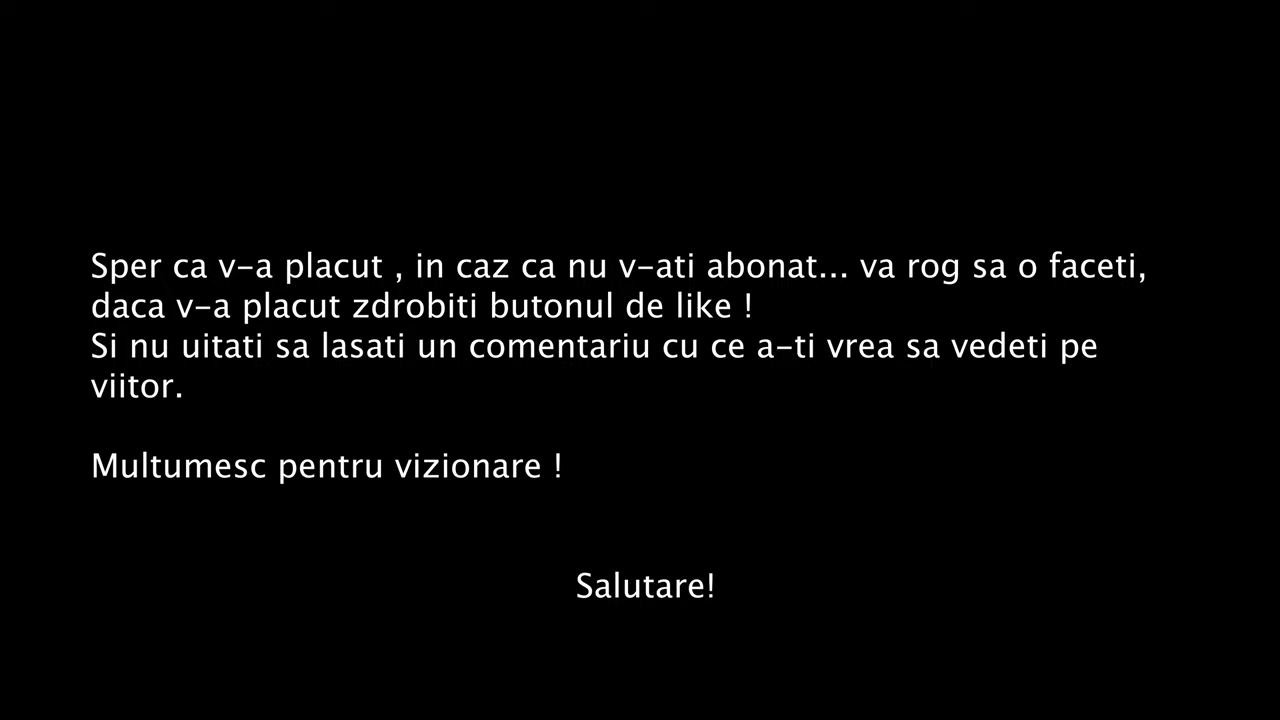 Sper ca v-a placut , in caz ca nu v-ati abonat... va rog sa o faceti,
daca v-a placut zdrobiti butonul de like !
Si nu uitati sa lasati un comentariu cu ce a-ti vrea sa vedeti pe
viitor.
Multumesc pentru vizionare !
Salutare!